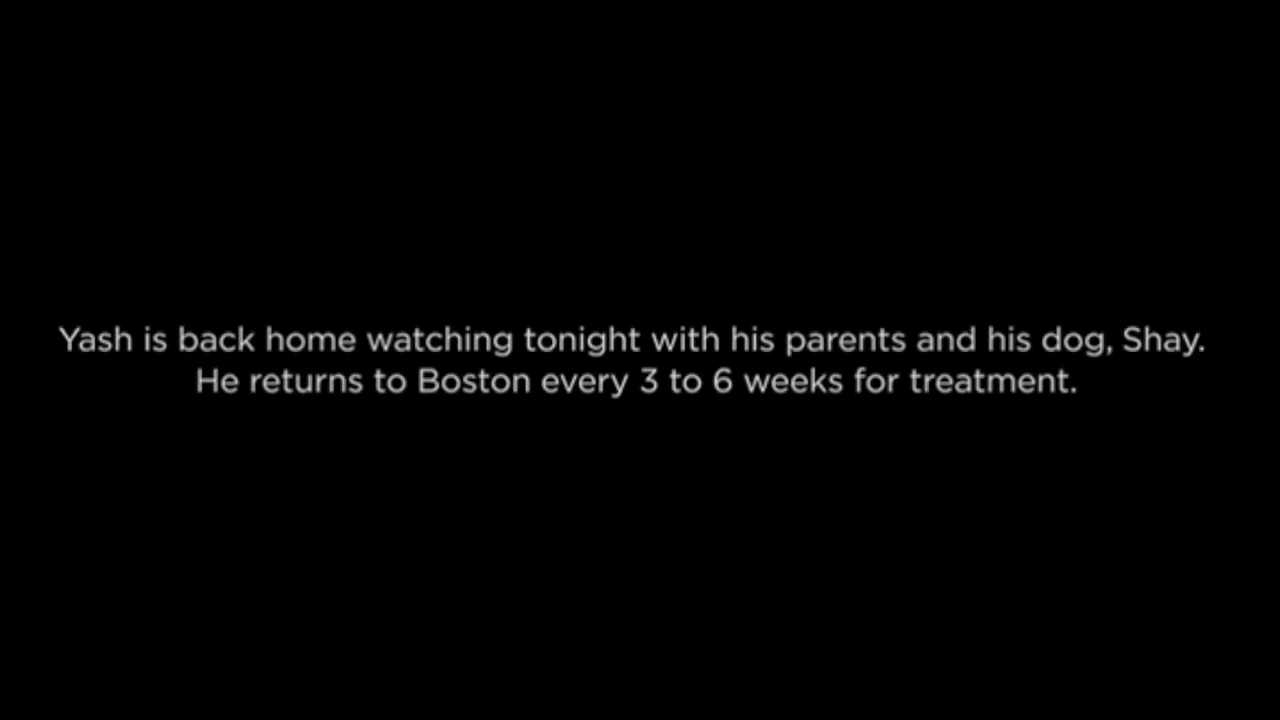 Yash is back home watching tonight with his parents and his dog, Shay.
He returns to Boston every 3 to 6 weeks for treatment.